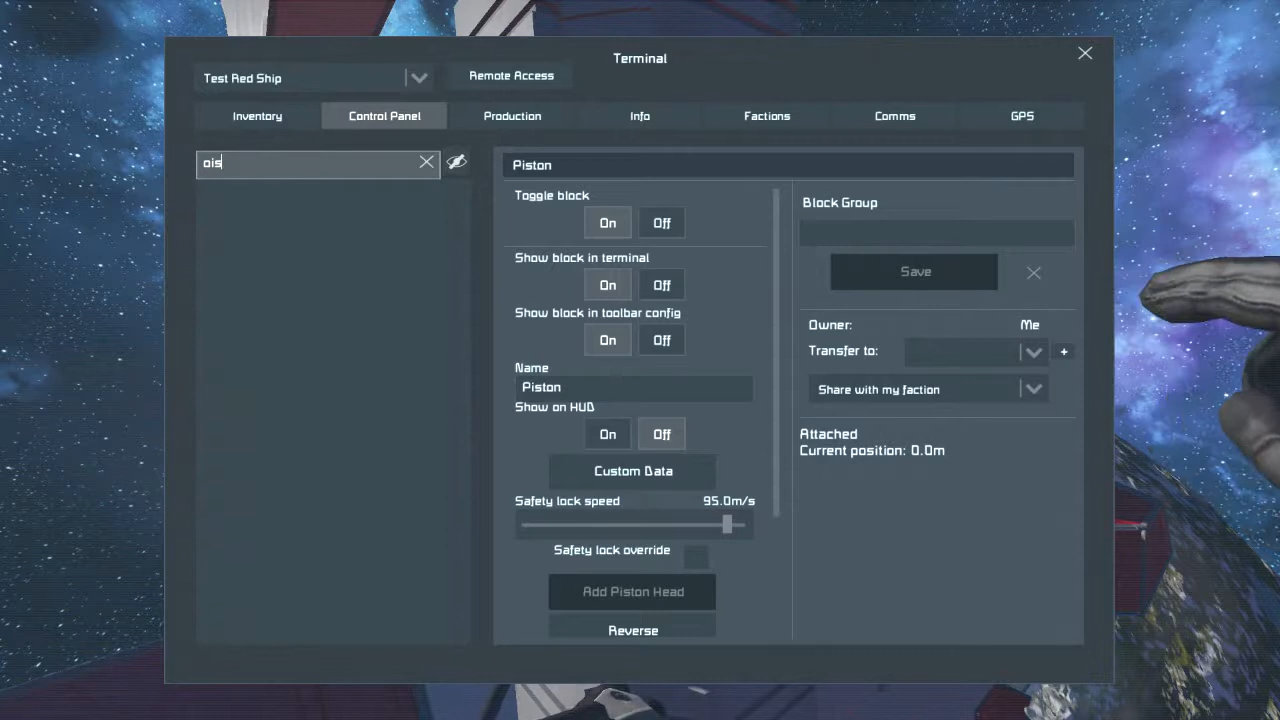 Terminal
Test Red Ship
Remote Access
Inventory
Control Panel
Production
Info
Factions
Comms
GPS
ois
Piston
Toggle block
On
Off
Show block in terminal
On
Off
Show block in toolbar config
On
Off
Name
Piston
Show on HUD
On
Off
Custom Data
Safety lock speed 95.0m/s
Safety lock override
Add Piston Head
Reverse
Block Group
Save
Owner: Me
Transfer to:
+
Share with my faction
Attached
Current position: 0.0m